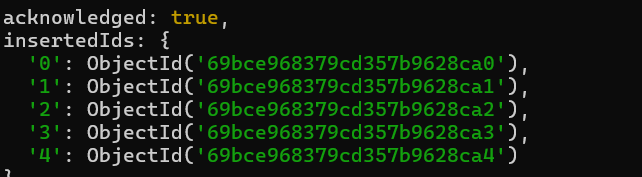 acknowledged: true,
insertedIds: {
  '0': ObjectId('69bce968379cd357b9628ca0'),
  '1': ObjectId('69bce968379cd357b9628ca1'),
  '2': ObjectId('69bce968379cd357b9628ca2'),
  '3': ObjectId('69bce968379cd357b9628ca3'),
  '4': ObjectId('69bce968379cd357b9628ca4')
}